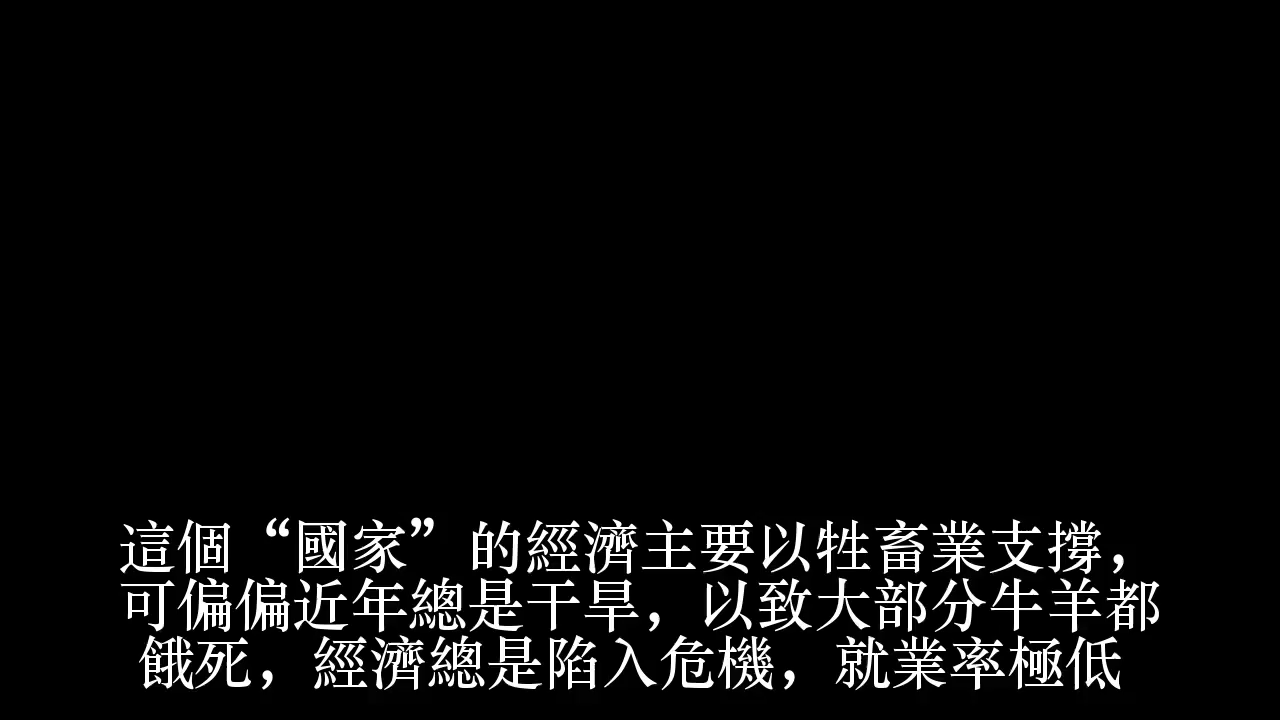 這個“國家”的經濟主要以牲畜業支撐，
可偏偏近年總是干旱，以致大部分牛羊都
餓死，經濟總是陷入危機，就業率極低